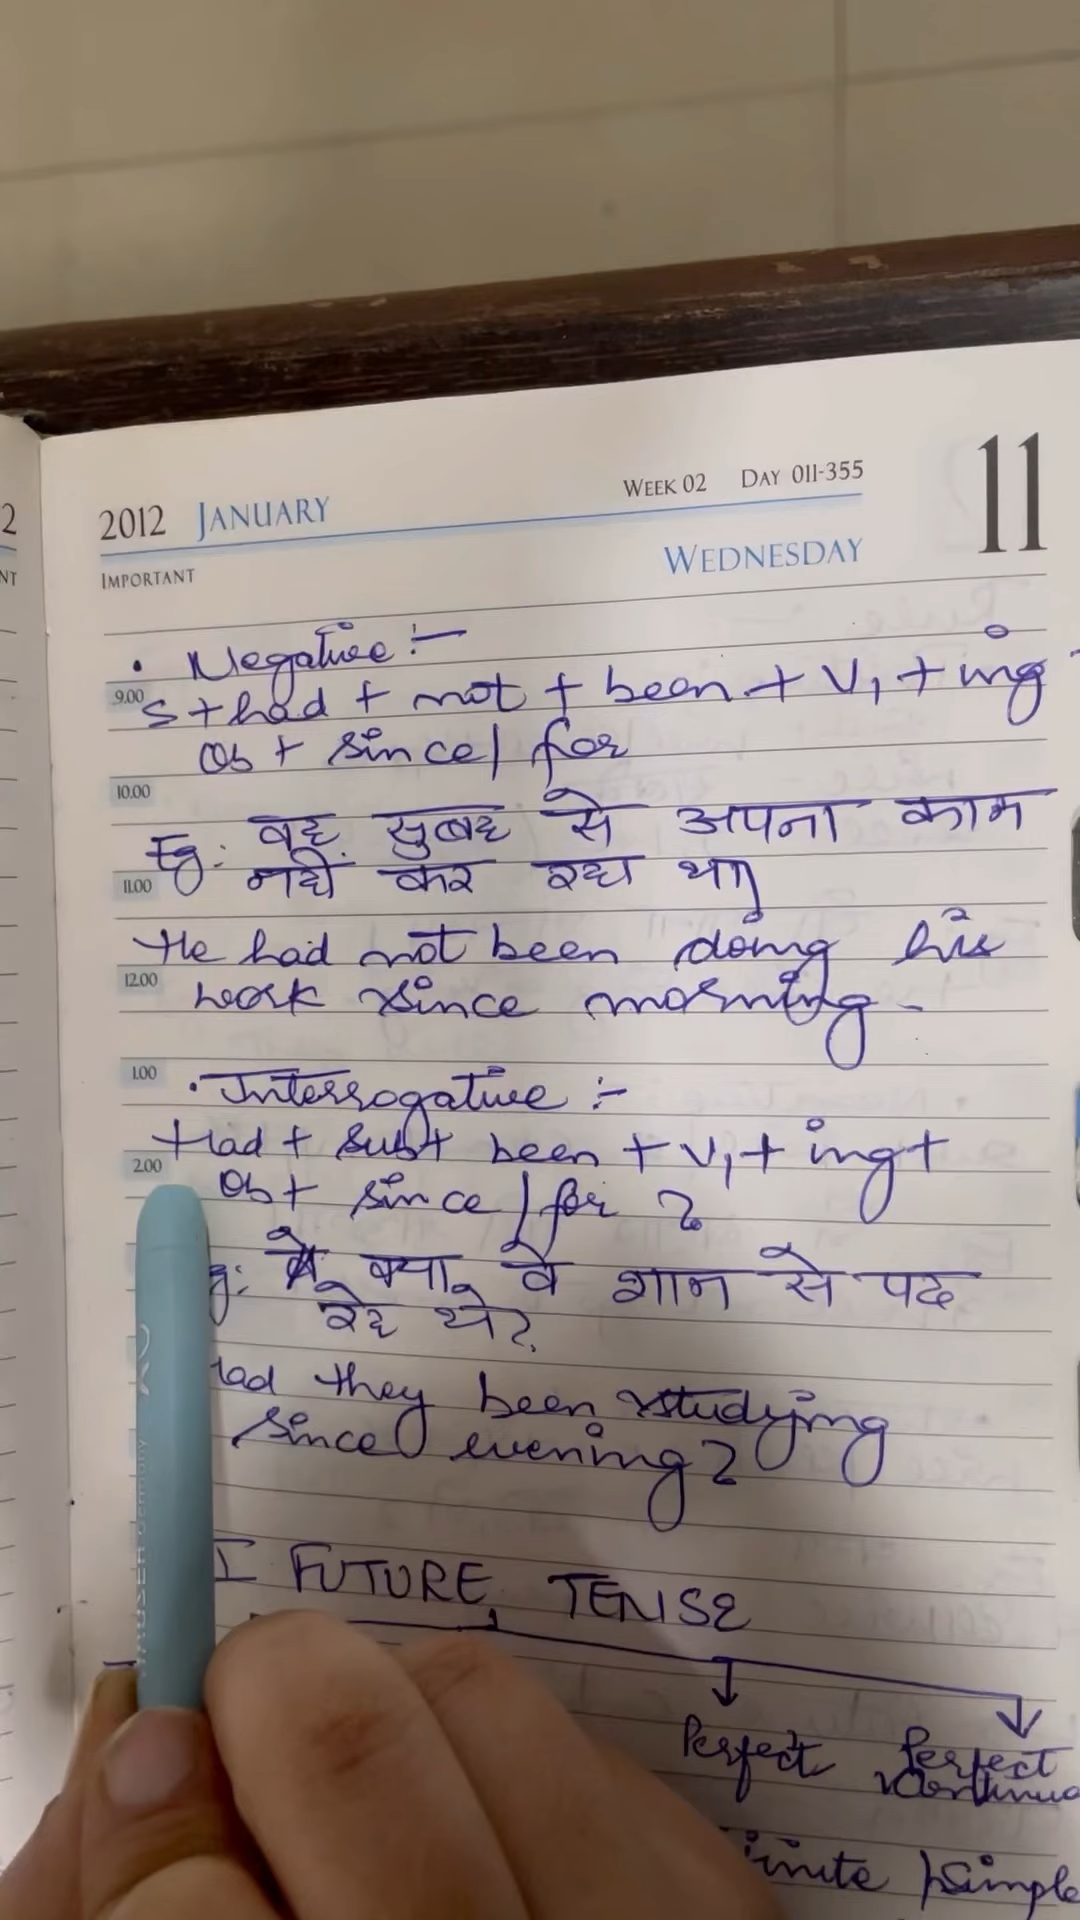 2012 JANUARY WEEK 02 DAY 011-355 11
WEDNESDAY
IMPORTANT
• Negative :-
9.00 S + had + not + been + V1 + ing +
Ob + since / for
10.00
Eg: वह सुबह से अपना काम
11.00 नहीं कर रहा था|
He had not been doing his
12.00 work since morning.
1.00 • Interrogative :-
Had + Sub + been + V1 + ing +
2.00 Ob + since / for ?
g: क्या वे शाम से पढ
रहे थे?
Had they been studying
since evening?
I FUTURE TENSE
Perfect Perfect
Continuo
inite / Simple